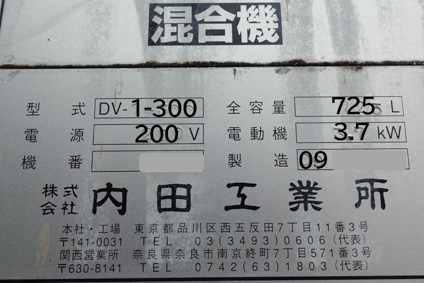 混合機
型式 DV-1-300 全容量 725 L
電源 200 V 電動機 3.7 kW
機番 製造 09
株式会社 内田工業所
本社・工場 東京都品川区西五反田7丁目11番3号
〒141-0031 TEL 03(3493)0606(代表)
関西営業所 奈良県奈良市南京終町7丁目571番3号
〒630-8141 TEL 0742(63)1803(代表)